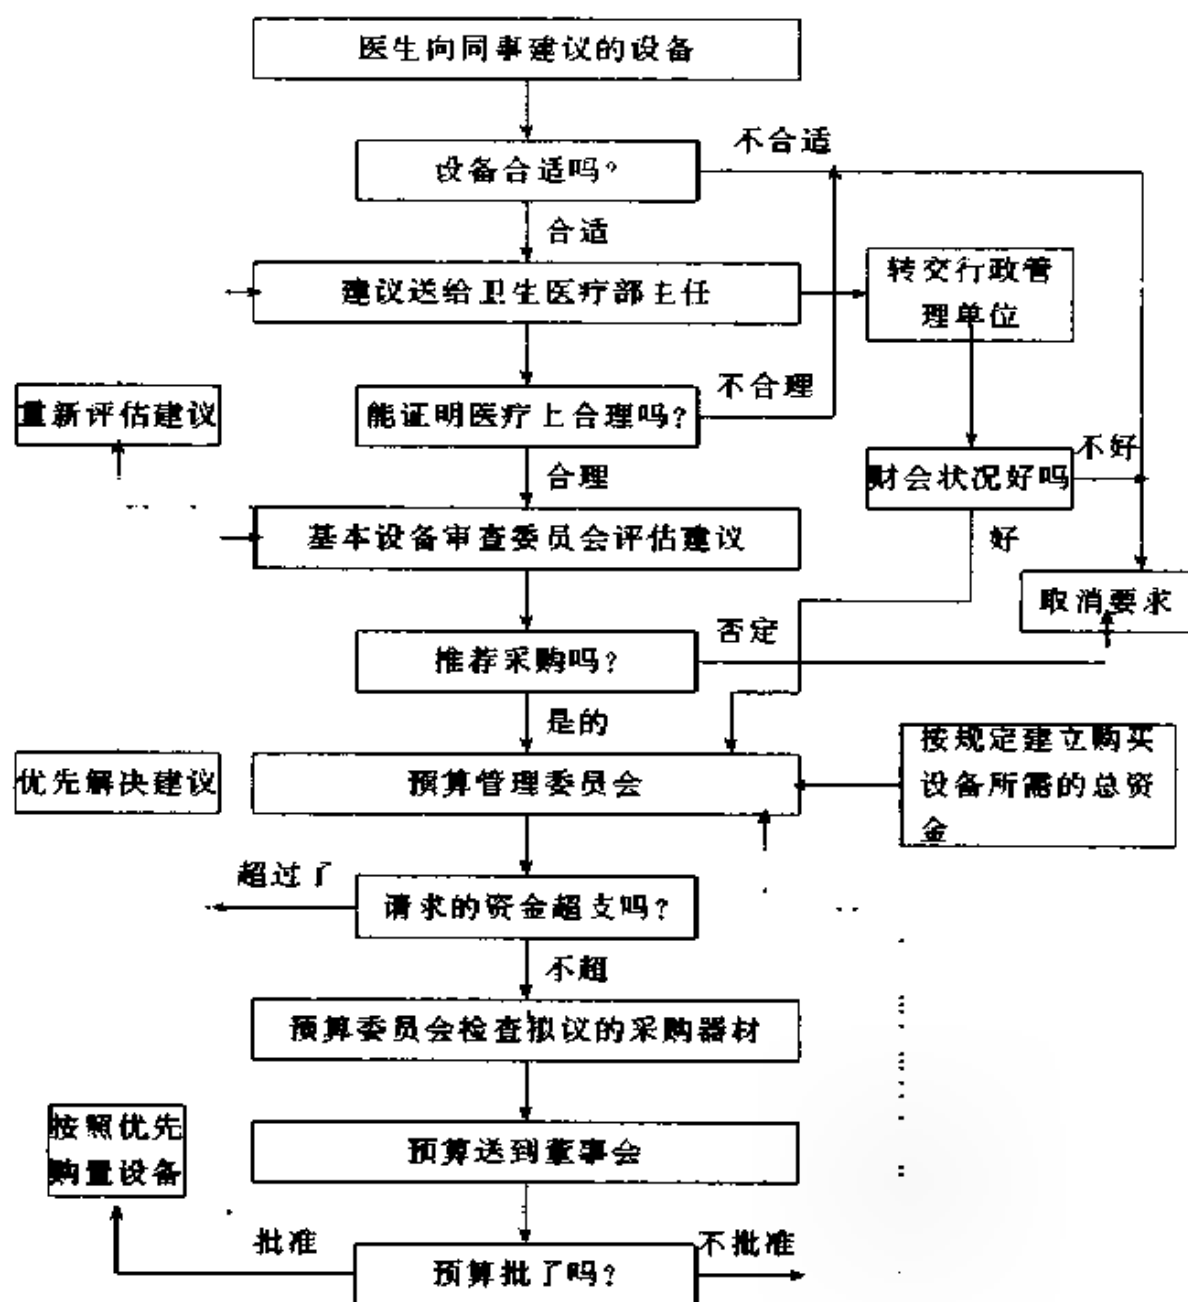 医生向同事建议的设备
不合适
设备合适吗?
合适
建议送给卫生医疗部主任
转交行政管
理单位
重新评估建议
能证明医疗上合理吗?
不合理
合理
不好
财会状况好吗
基本设备审查委员会评估建议
好
取消要求
否定
推荐采购吗?
是的
优先解决建议
预算管理委员会
按规定建立购买
设备所需的总资
金
超过了
请求的资金超支吗?
不超
预算委员会检查拟议的采购器材
按照优先
购置设备
预算送到董事会
批准
不批准
预算批了吗?